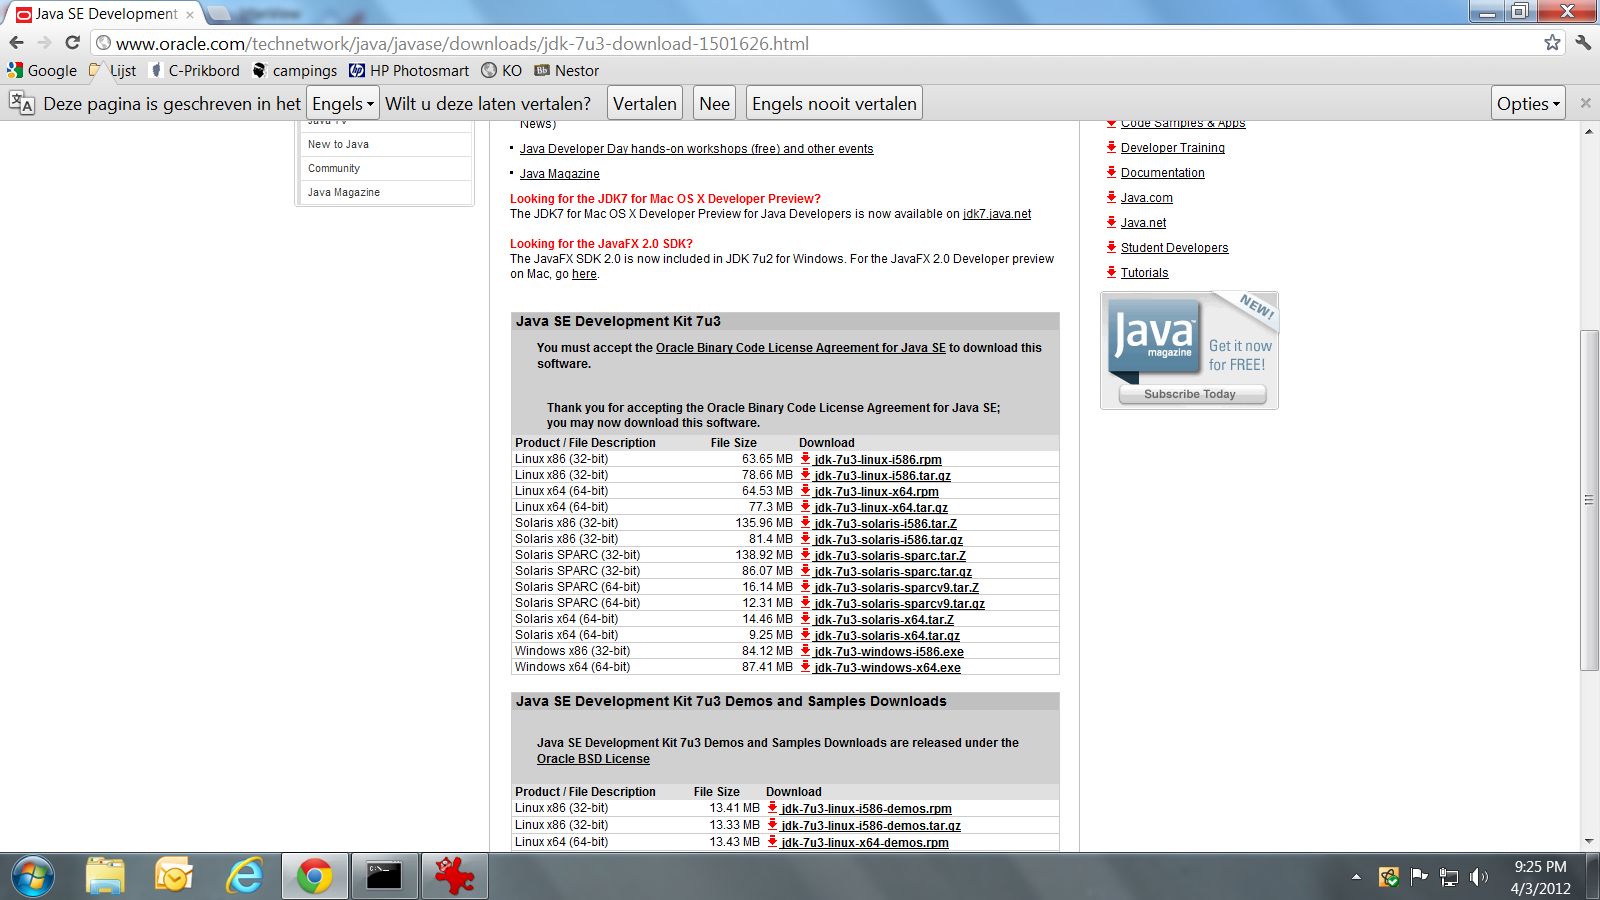 Java SE Development
www.oracle.com/technetwork/java/javase/downloads/jdk-7u3-download-1501626.html
Google Lijst C-Prikbord campings HP Photosmart KO Nestor
Deze pagina is geschreven in het Engels Wilt u deze laten vertalen? Vertalen Nee Engels nooit vertalen Opties
Java TV
New to Java
Community
Java Magazine
News)
Java Developer Day hands-on workshops (free) and other events
Java Magazine
Looking for the JDK7 for Mac OS X Developer Preview?
The JDK7 for Mac OS X Developer Preview for Java Developers is now available on jdk7.java.net
Looking for the JavaFX 2.0 SDK?
The JavaFX SDK 2.0 is now included in JDK 7u2 for Windows. For the JavaFX 2.0 Developer preview
on Mac, go here.
Java SE Development Kit 7u3
You must accept the Oracle Binary Code License Agreement for Java SE to download this
software.
Thank you for accepting the Oracle Binary Code License Agreement for Java SE;
you may now download this software.
Product / File Description File Size Download
Linux x86 (32-bit) 63.65 MB jdk-7u3-linux-i586.rpm
Linux x86 (32-bit) 78.66 MB jdk-7u3-linux-i586.tar.gz
Linux x64 (64-bit) 64.53 MB jdk-7u3-linux-x64.rpm
Linux x64 (64-bit) 77.3 MB jdk-7u3-linux-x64.tar.gz
Solaris x86 (32-bit) 135.96 MB jdk-7u3-solaris-i586.tar.Z
Solaris x86 (32-bit) 81.4 MB jdk-7u3-solaris-i586.tar.gz
Solaris SPARC (32-bit) 138.92 MB jdk-7u3-solaris-sparc.tar.Z
Solaris SPARC (32-bit) 86.07 MB jdk-7u3-solaris-sparc.tar.gz
Solaris SPARC (64-bit) 16.14 MB jdk-7u3-solaris-sparcv9.tar.Z
Solaris SPARC (64-bit) 12.31 MB jdk-7u3-solaris-sparcv9.tar.gz
Solaris x64 (64-bit) 14.46 MB jdk-7u3-solaris-x64.tar.Z
Solaris x64 (64-bit) 9.25 MB jdk-7u3-solaris-x64.tar.gz
Windows x86 (32-bit) 84.12 MB jdk-7u3-windows-i586.exe
Windows x64 (64-bit) 87.41 MB jdk-7u3-windows-x64.exe
Java SE Development Kit 7u3 Demos and Samples Downloads
Java SE Development Kit 7u3 Demos and Samples Downloads are released under the
Oracle BSD License
Product / File Description File Size Download
Linux x86 (32-bit) 13.41 MB jdk-7u3-linux-i586-demos.rpm
Linux x86 (32-bit) 13.33 MB jdk-7u3-linux-i586-demos.tar.gz
Linux x64 (64-bit) 13.43 MB jdk-7u3-linux-x64-demos.rpm
Code Samples & Apps
Developer Training
Documentation
Java.com
Java.net
Student Developers
Tutorials
NEW!
Java™
magazine
Get it now
for FREE!
Subscribe Today
9:25 PM
4/3/2012